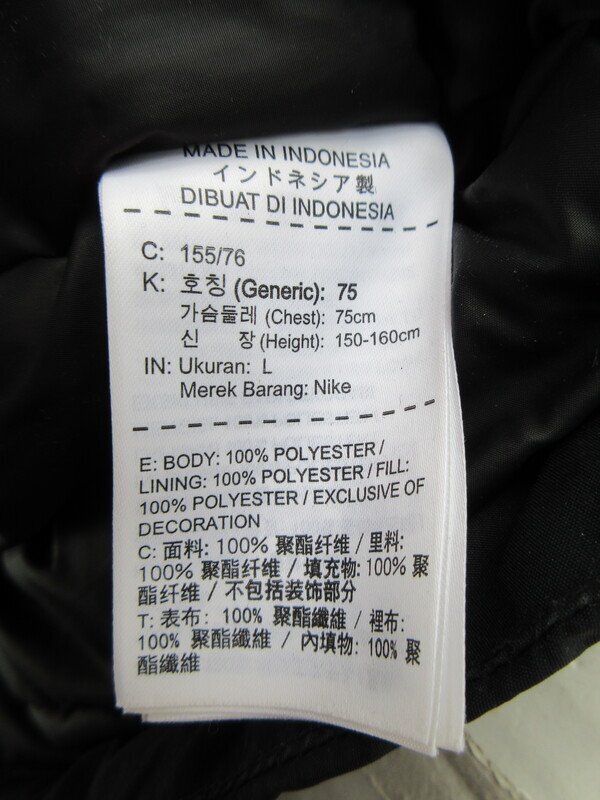 MADE IN INDONESIA
インドネシア製
DIBUAT DI INDONESIA
C: 155/76
K: 호칭 (Generic): 75
가슴둘레 (Chest): 75cm
신 장 (Height): 150-160cm
IN: Ukuran: L
Merek Barang: Nike
E: BODY: 100% POLYESTER /
LINING: 100% POLYESTER / FILL:
100% POLYESTER / EXCLUSIVE OF
DECORATION
C: 面料: 100% 聚酯纤维 / 里料:
100% 聚酯纤维 / 填充物: 100% 聚
酯纤维 / 不包括装饰部分
T: 表布: 100% 聚酯纖維 / 裡布:
100% 聚酯纖維 / 內填物: 100% 聚
酯纖維